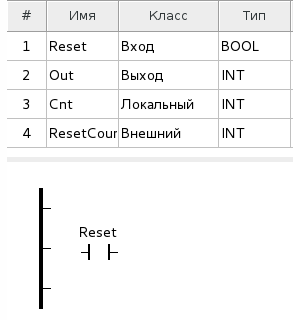 # Имя Класс Тип
1 Reset Вход BOOL
2 Out Выход INT
3 Cnt Локальный INT
4 ResetCour Внешний INT
Reset